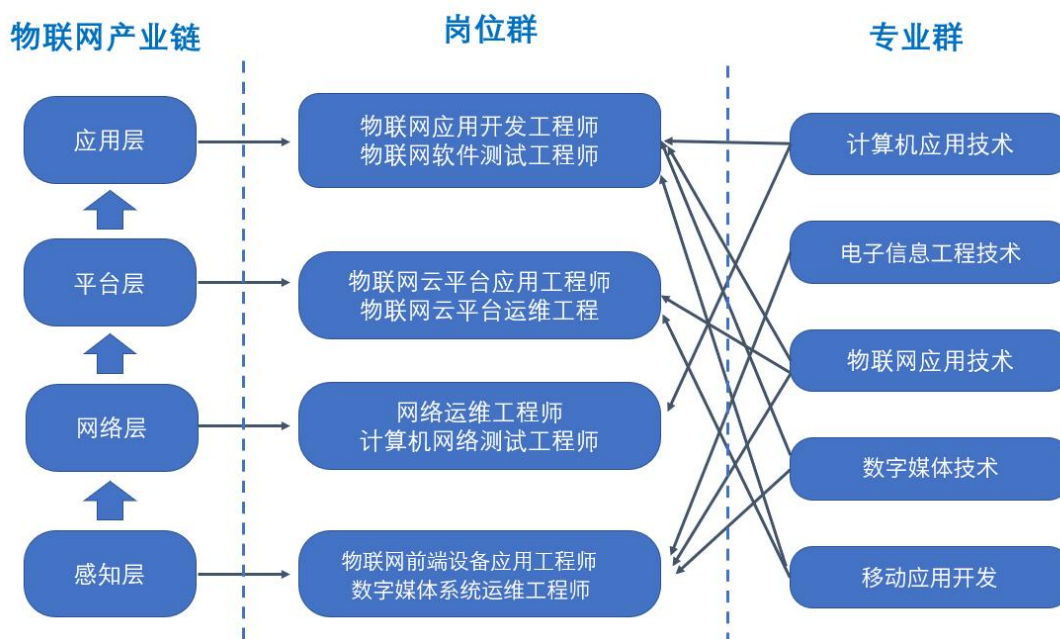 物联网产业链
岗位群
专业群
应用层
物联网应用开发工程师
物联网软件测试工程师
计算机应用技术
电子信息工程技术
平台层
物联网云平台应用工程师
物联网云平台运维工程
物联网应用技术
网络层
网络运维工程师
计算机网络测试工程师
数字媒体技术
感知层
物联网前端设备应用工程师
数字媒体系统运维工程师
移动应用开发